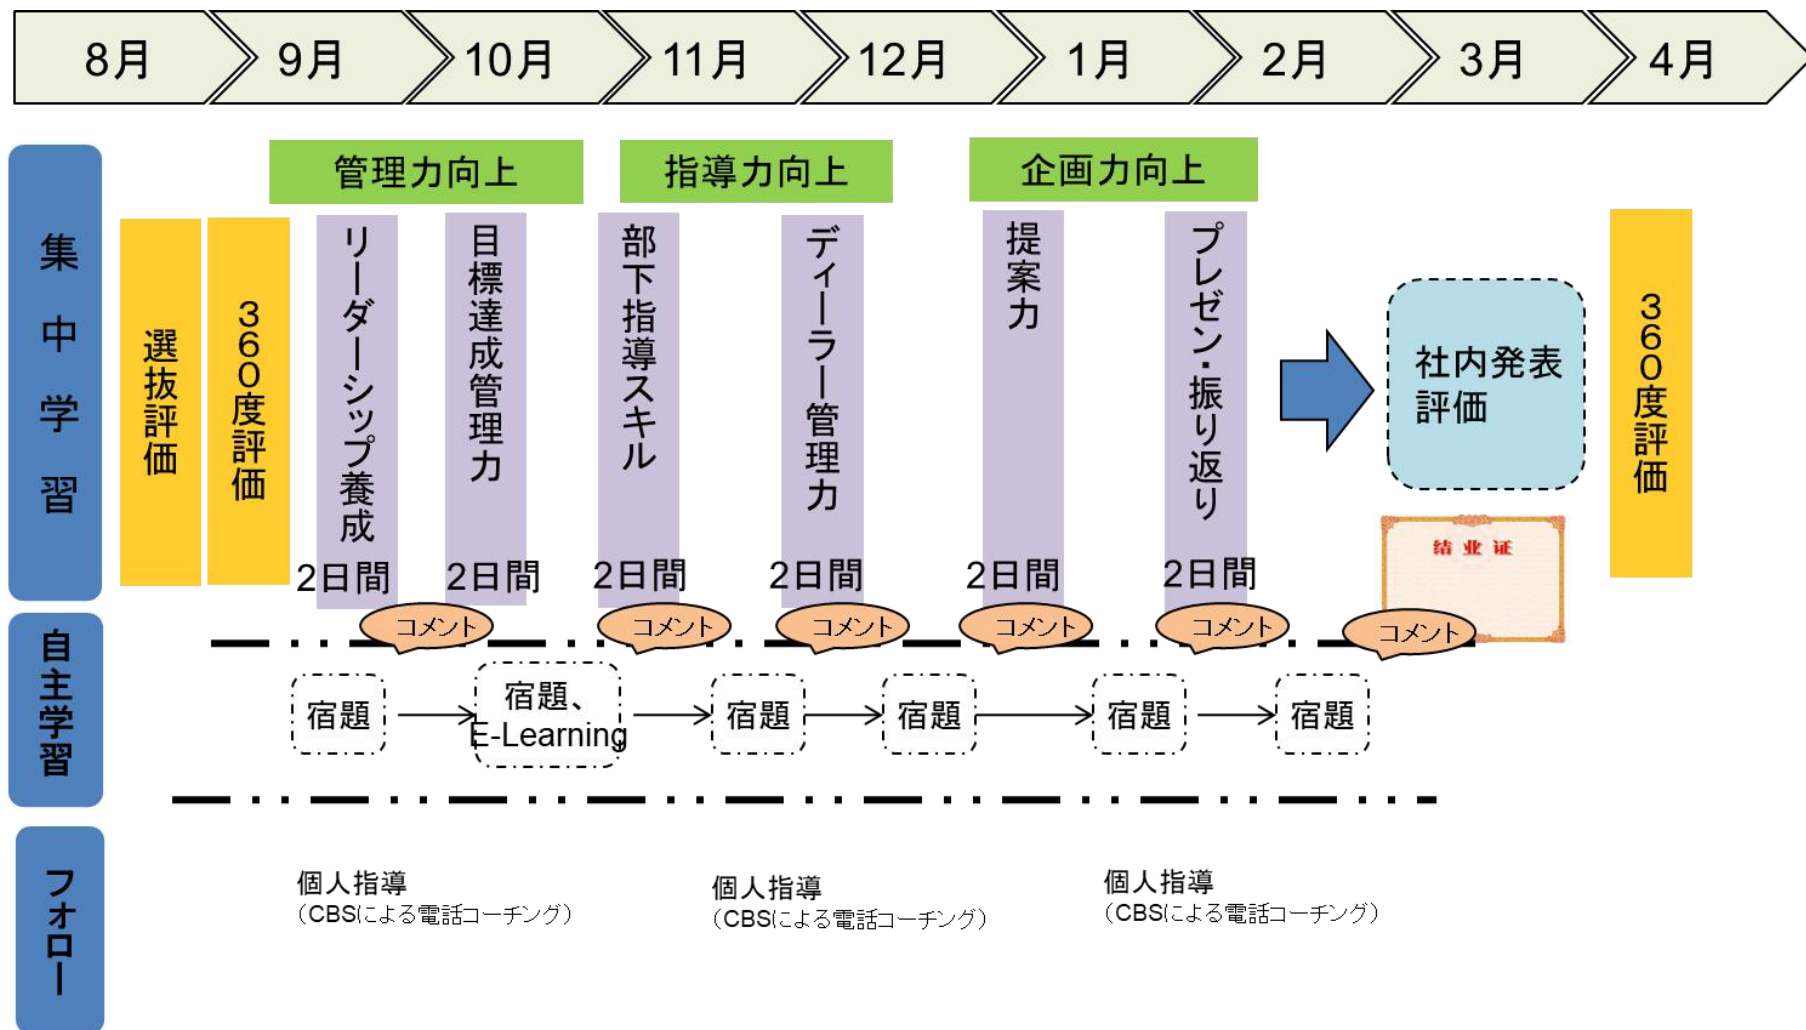 8月
9月
10月
11月
12月
1月
2月
3月
4月
集中学習
管理力向上
指導力向上
企画力向上
選抜評価
360度評価
リーダーシップ養成
目標達成管理力
部下指導スキル
ディーラー管理力
提案力
プレゼン・振り返り
社内発表
評価
360度評価
2日間
2日間
2日間
2日間
2日間
2日間
结业证
コメント
コメント
コメント
コメント
コメント
コメント
自主学習
宿題
宿題、
E-Learning
宿題
宿題
宿題
宿題
フォロー
個人指導
（CBSによる電話コーチング）
個人指導
（CBSによる電話コーチング）
個人指導
（CBSによる電話コーチング）